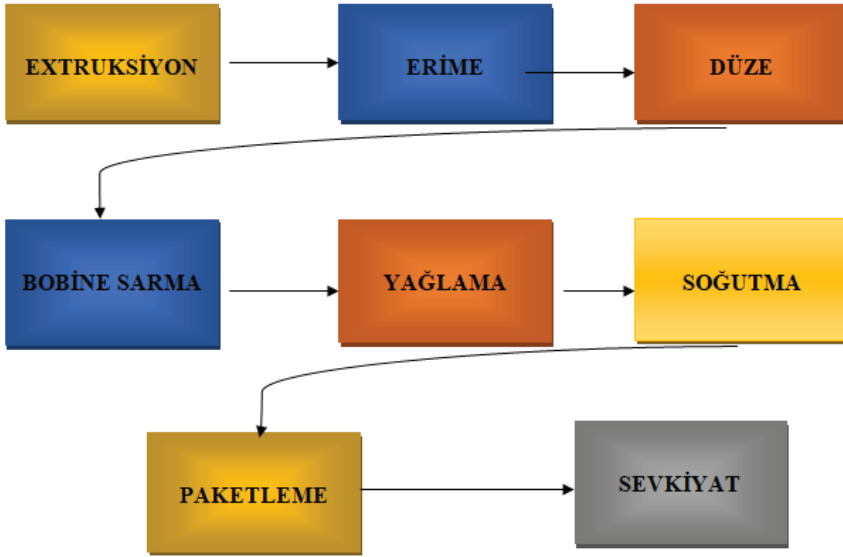 EXTRUKSİYON
ERİME
DÜZE
BOBİNE SARMA
YAĞLAMA
SOĞUTMA
PAKETLEME
SEVKİYAT